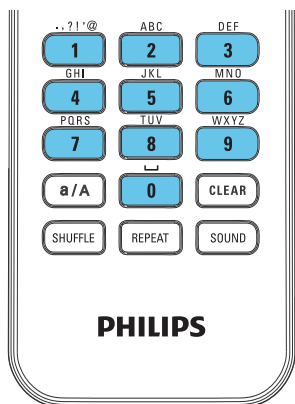 .,?!'@ ABC DEF
1 2 3
GHI JKL MNO
4 5 6
PQRS TUV WXYZ
7 8 9
a/A 0 CLEAR
SHUFFLE REPEAT SOUND
PHILIPS